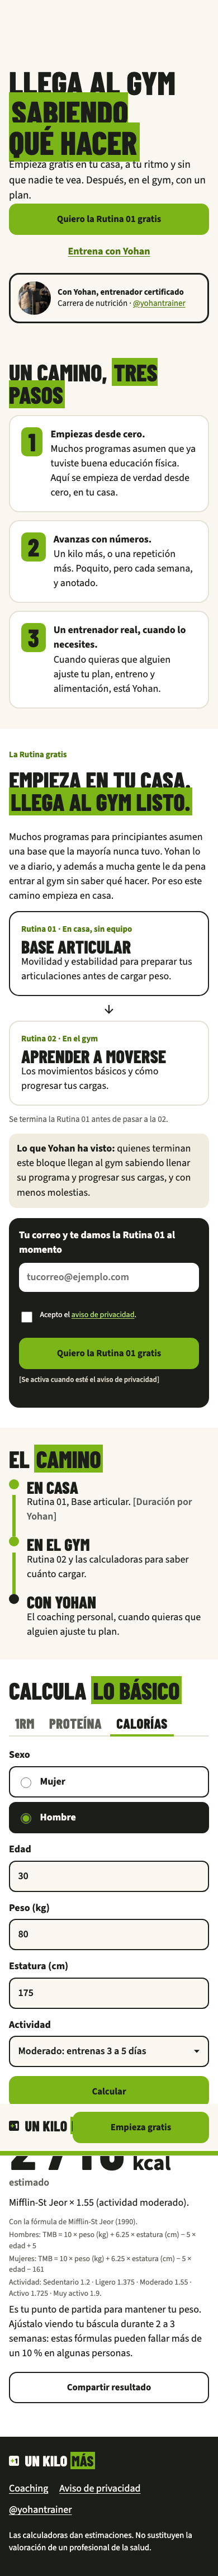 LLEGA AL GYM
SABIENDO
QUÉ HACER
Empieza gratis en tu casa, a tu ritmo y sin
que nadie te vea. Después, en el gym, con un
plan.
Quiero la Rutina 01 gratis
Entrena con Yohan
Con Yohan, entrenador certificado
Carrera de nutrición · @yohantrainer
UN CAMINO, TRES
PASOS
1
Empiezas desde cero.
Muchos programas asumen que ya
tuviste buena educación física.
Aquí se empieza de verdad desde
cero, en tu casa.
2
Avanzas con números.
Un kilo más, o una repetición
más. Poquito, pero cada semana,
y anotado.
3
Un entrenador real, cuando lo
necesites.
Cuando quieras que alguien
ajuste tu plan, entreno y
alimentación, está Yohan.
La Rutina gratis
EMPIEZA EN TU CASA.
LLEGA AL GYM LISTO.
Muchos programas para principiantes asumen
una base que la mayoría nunca tuvo. Yohan lo
ve a diario, y además a mucha gente le da pena
entrar al gym sin saber qué hacer. Por eso este
camino empieza en casa.
Rutina 01 · En casa, sin equipo
BASE ARTICULAR
Movilidad y estabilidad para preparar tus
articulaciones antes de cargar peso.
Rutina 02 · En el gym
APRENDER A MOVERSE
Los movimientos básicos y cómo
progresar tus cargas.
Se termina la Rutina 01 antes de pasar a la 02.
Lo que Yohan ha visto: quienes terminan
este bloque llegan al gym sabiendo llenar
su programa y progresar sus cargas, y con
menos molestias.
Tu correo y te damos la Rutina 01 al
momento
tucorreo@ejemplo.com
Acepto el aviso de privacidad.
Quiero la Rutina 01 gratis
[Se activa cuando esté el aviso de privacidad]
EL CAMINO
EN CASA
Rutina 01, Base articular. [Duración por
Yohan]
EN EL GYM
Rutina 02 y las calculadoras para saber
cuánto cargar.
CON YOHAN
El coaching personal, cuando quieras que
alguien ajuste tu plan.
CALCULA LO BÁSICO
1RM PROTEÍNA CALORÍAS
Sexo
Mujer
Hombre
Edad
30
Peso (kg)
80
Estatura (cm)
175
Actividad
Moderado: entrenas 3 a 5 días
Calcular
+1 UN KILO
Empieza gratis
kcal
estimado
Mifflin-St Jeor × 1.55 (actividad moderado).
Con la fórmula de Mifflin-St Jeor (1990).
Hombres: TMB = 10 × peso (kg) + 6.25 × estatura (cm) − 5 ×
edad + 5
Mujeres: TMB = 10 × peso (kg) + 6.25 × estatura (cm) − 5 ×
edad − 161
Actividad: Sedentario 1.2 · Ligero 1.375 · Moderado 1.55 ·
Activo 1.725 · Muy activo 1.9.
Es tu punto de partida para mantener tu peso.
Ajústalo viendo tu báscula durante 2 a 3
semanas: estas fórmulas pueden fallar más de
un 10 % en algunas personas.
Compartir resultado
+1 UN KILO MÁS
Coaching Aviso de privacidad
@yohantrainer
Las calculadoras dan estimaciones. No sustituyen la
valoración de un profesional de la salud.